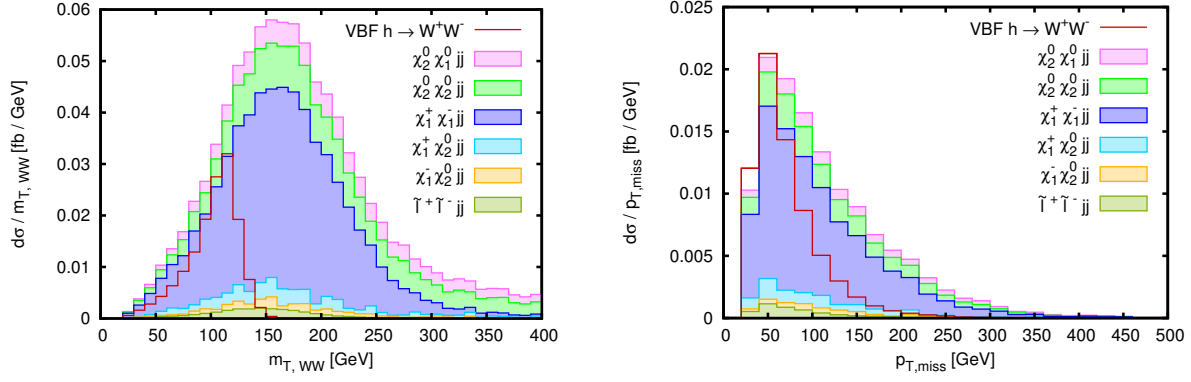 VBF h → W⁺W⁻
χ₂⁰ χ₁⁰ jj
χ₂⁰ χ₂⁰ jj
χ₁⁺ χ₁⁻ jj
χ₁⁺ χ₂⁰ jj
χ₁⁻ χ₂⁰ jj
l̃⁺ l̃⁻ jj
dσ / m_{T, WW} [fb / GeV]
0.06
0.05
0.04
0.03
0.02
0.01
0
0 50 100 150 200 250 300 350 400
m_{T, WW} [GeV]
VBF h → W⁺W⁻
χ₂⁰ χ₁⁰ jj
χ₂⁰ χ₂⁰ jj
χ₁⁺ χ₁⁻ jj
χ₁⁺ χ₂⁰ jj
χ₁⁻ χ₂⁰ jj
l̃⁺ l̃⁻ jj
dσ / p_{T,miss} [fb / GeV]
0.025
0.02
0.015
0.01
0.005
0
0 50 100 150 200 250 300 350 400 450 500
p_{T,miss} [GeV]